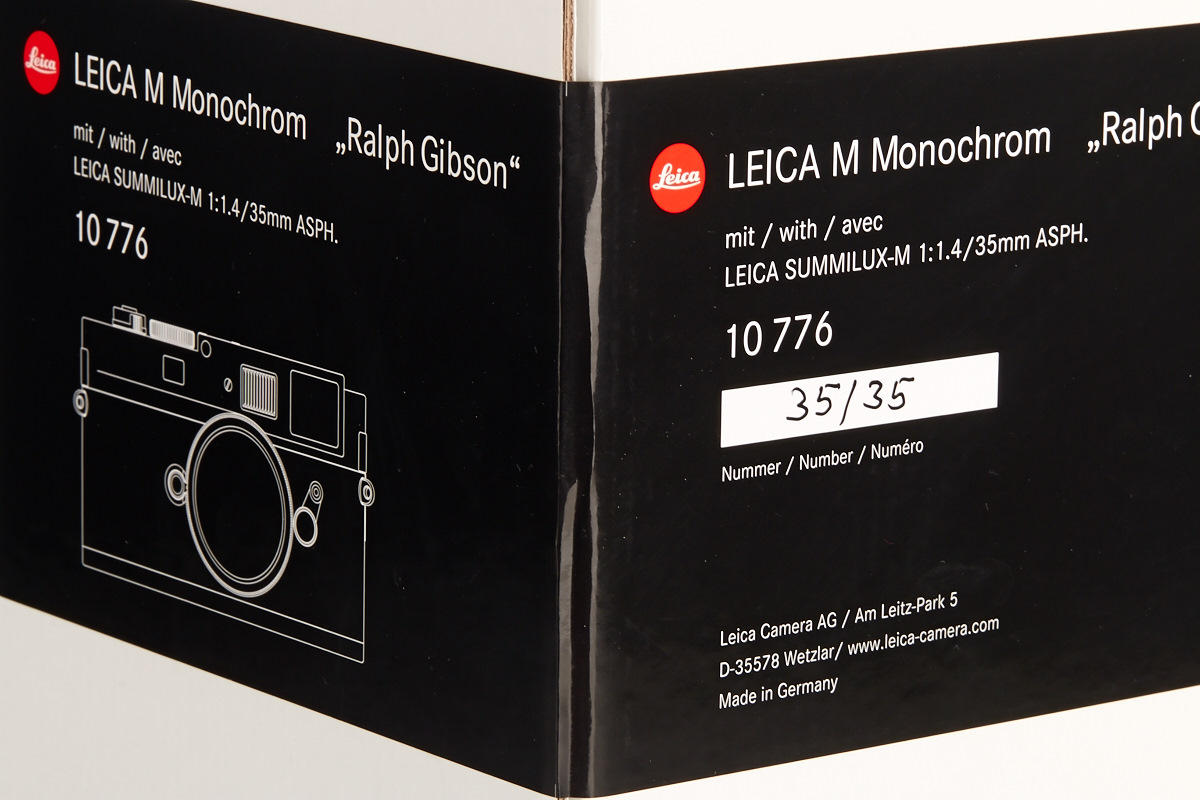 Leica
LEICA M Monochrom „Ralph Gibson“
mit / with / avec
LEICA SUMMILUX-M 1:1.4/35mm ASPH.
10 776
Leica
LEICA M Monochrom „Ralph G
mit / with / avec
LEICA SUMMILUX-M 1:1.4/35mm ASPH.
10 776
35/35
Nummer / Number / Numéro
Leica Camera AG / Am Leitz-Park 5
D-35578 Wetzlar/ www.leica-camera.com
Made in Germany